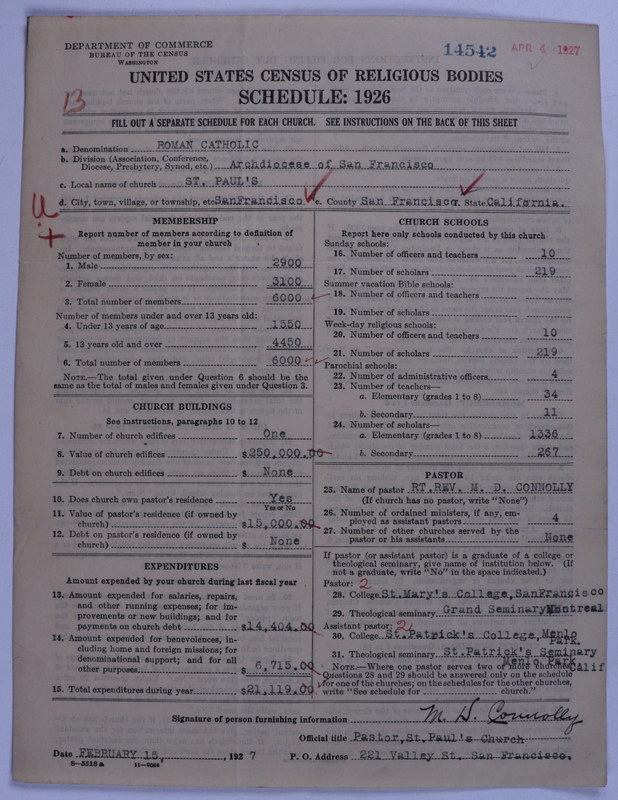 DEPARTMENT OF COMMERCE
BUREAU OF THE CENSUS
WASHINGTON
14542
APR 4 1927
UNITED STATES CENSUS OF RELIGIOUS BODIES
SCHEDULE: 1926
13
FILL OUT A SEPARATE SCHEDULE FOR EACH CHURCH. SEE INSTRUCTIONS ON THE BACK OF THIS SHEET
a. Denomination ROMAN CATHOLIC
b. Division (Association, Conference,
Diocese, Presbytery, Synod, etc.) Archdiocese of San Francisco
c. Local name of church ST. PAUL'S
d. City, town, village, or township, etc SanFrancisco. e. County San Francisco, State California.
MEMBERSHIP
Report number of members according to definition of
member in your church
Number of members, by sex:
1. Male 2900
2. Female 3100
3. Total number of members 6000
Number of members under and over 13 years old:
4. Under 13 years of age 1550
5. 13 years old and over 4450
6. Total number of members 6000
NOTE.—The total given under Question 6 should be the
same as the total of males and females given under Question 3.
CHURCH BUILDINGS
See instructions, paragraphs 10 to 12
7. Number of church edifices One
8. Value of church edifices $250,000.00
9. Debt on church edifices $ None
10. Does church own pastor's residence Yes
Yes or No
11. Value of pastor's residence (if owned by
church) $15,000.00
12. Debt on pastor's residence (if owned by
church) $ None
EXPENDITURES
Amount expended by your church during last fiscal year
13. Amount expended for salaries, repairs,
and other running expenses; for im-
provements or new buildings; and for
payments on church debt $14,404.00
14. Amount expended for benevolences, in-
cluding home and foreign missions; for
denominational support; and for all
other purposes $ 6,715.00
15. Total expenditures during year $21,119.00
CHURCH SCHOOLS
Report here only schools conducted by this church
Sunday schools:
16. Number of officers and teachers 10
17. Number of scholars 219
Summer vacation Bible schools:
18. Number of officers and teachers
19. Number of scholars
Week-day religious schools:
20. Number of officers and teachers 10
21. Number of scholars 219
Parochial schools:
22. Number of administrative officers 4
23. Number of teachers—
a. Elementary (grades 1 to 8) 34
b. Secondary 11
24. Number of scholars—
a. Elementary (grades 1 to 8) 1336
b. Secondary 267
PASTOR
25. Name of pastor RT.REV. M. D. CONNOLLY
(If church has no pastor, write "None")
26. Number of ordained ministers, if any, em-
ployed as assistant pastors 4
27. Number of other churches served by the
pastor or his assistants None
If pastor (or assistant pastor) is a graduate of a college or
theological seminary, give name of institution below. (If
not a graduate, write "No" in the space indicated.)
Pastor: 2
28. College St.Mary's College,SanFrancisco
29. Theological seminary Grand Seminary Montreal
Assistant pastor: 2
30. College St.Patrick's College,Menlo
Park.
31. Theological seminary St.Patrick's Seminary
Menlo Park Calif
NOTE.—Where one pastor serves two or more churches,
Questions 28 and 29 should be answered only on the schedule
for one of the churches; on the schedules for the other churches,
write "See schedule for church."
Signature of person furnishing information M. D. Connolly
Official title Pastor,St.Paul's Church
Date FEBRUARY 15, 1927 P. O. Address 221 Valley St. San Francisco.
8-5518 a 11-9054